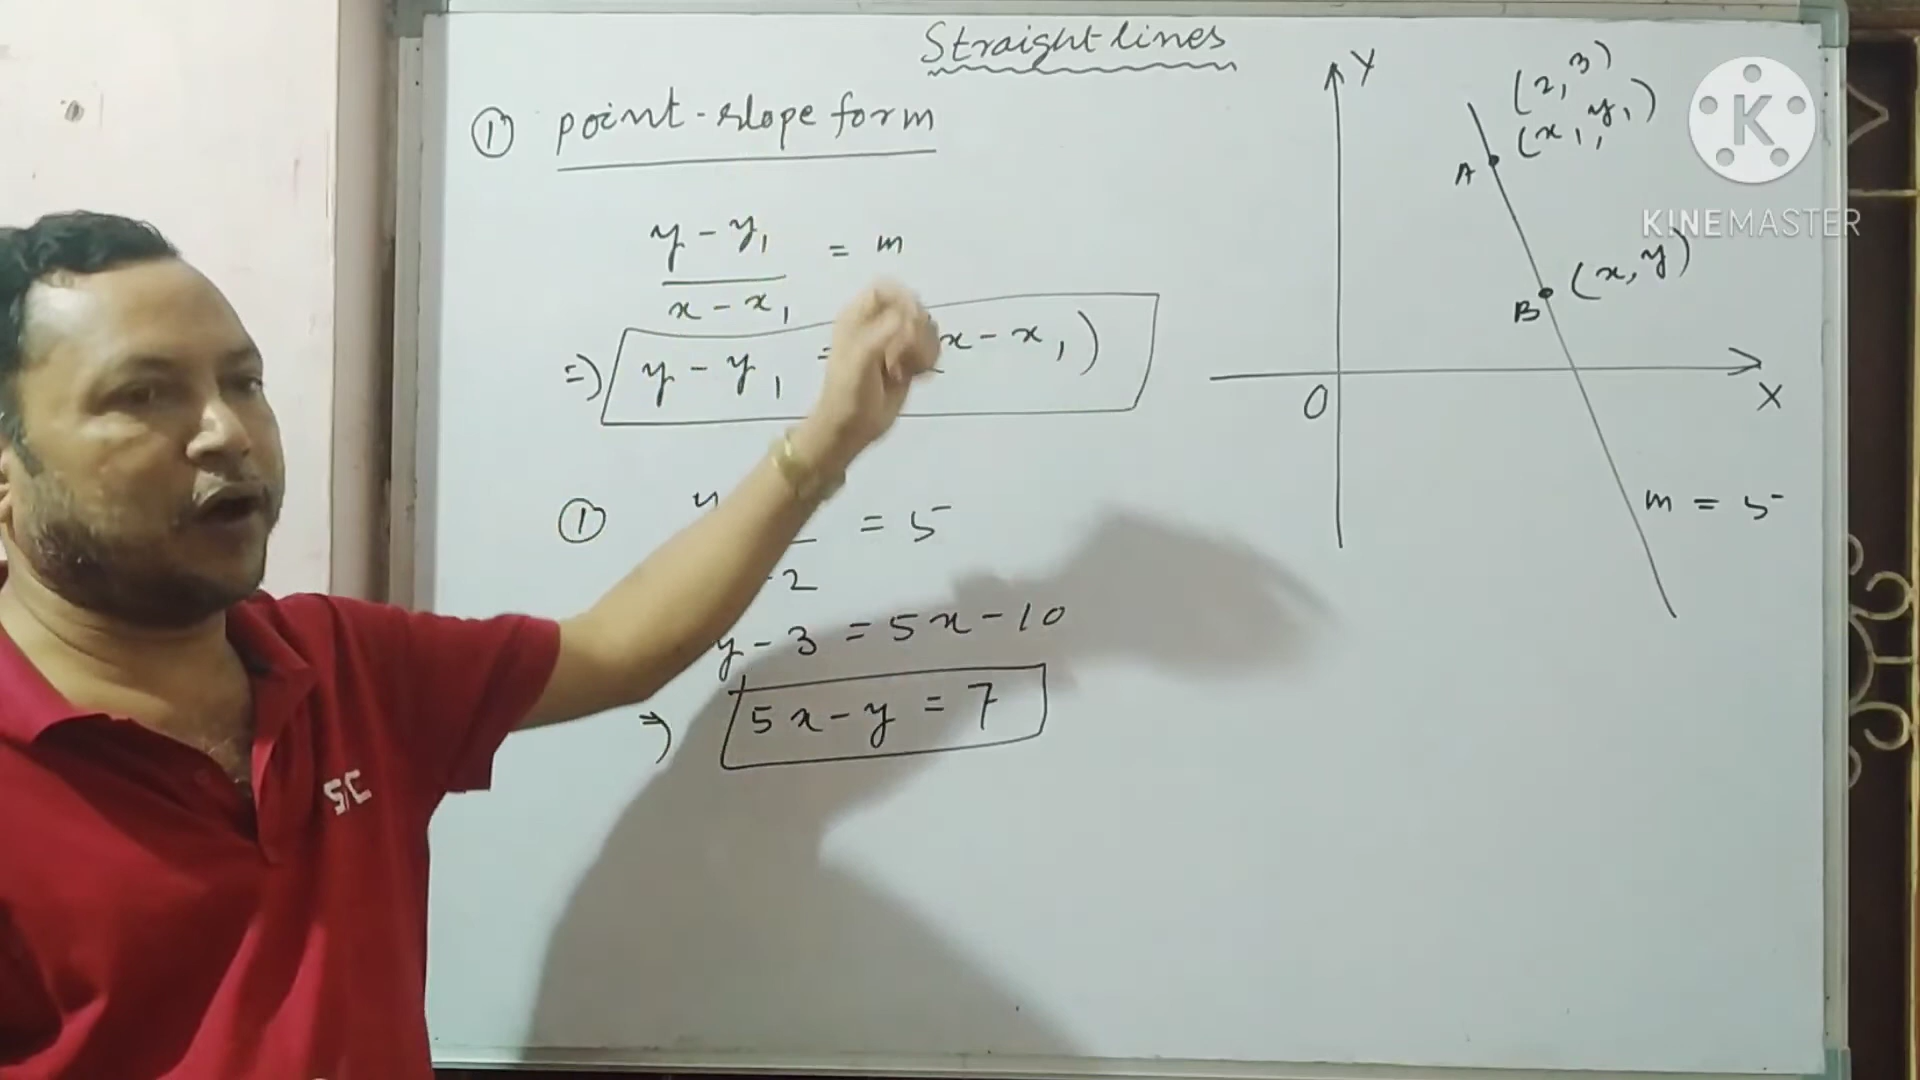 Straight lines
① point-slope form
y - y₁
= m
x - x₁
=) y - y₁ = (x - x₁)
① y
= 5
- 2
y - 3 = 5x - 10
⇒) 5x - y = 7
Y
(2, 3)
(x₁, y₁)
A
B (x, y)
O
X
m = 5
K
KINEMASTER
SC